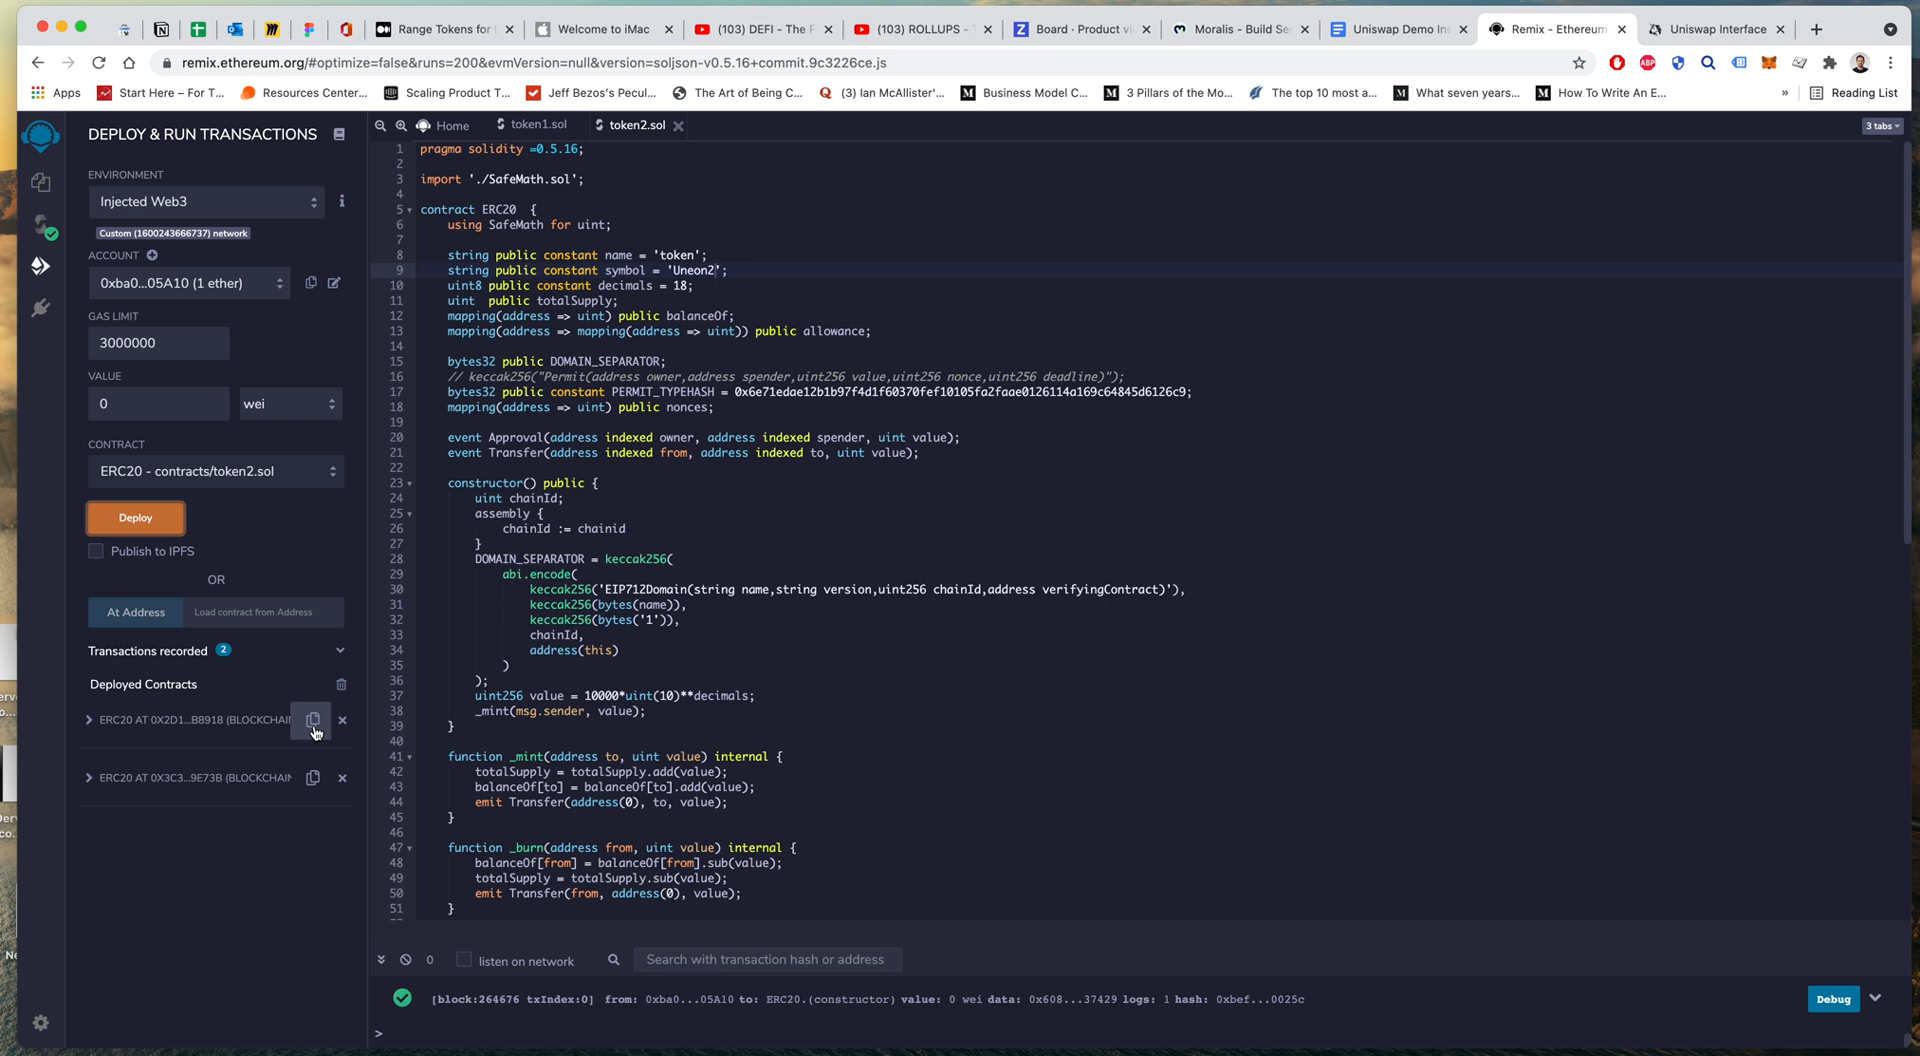 Range Tokens for
Welcome to iMac
(103) DEFI - The F
(103) ROLLUPS -
Board · Product vi
Moralis - Build Se
Uniswap Demo In
Remix - Ethereum
Uniswap Interface
remix.ethereum.org/#optimize=false&runs=200&evmVersion=null&version=soljson-v0.5.16+commit.9c3226ce.js
Apps
Start Here – For T...
Resources Center...
Scaling Product T...
Jeff Bezos's Pecul...
The Art of Being C...
(3) Ian McAllister'...
Business Model C...
3 Pillars of the Mo...
The top 10 most a...
What seven years...
How To Write An E...
»
Reading List
DEPLOY & RUN TRANSACTIONS
ENVIRONMENT
Injected Web3
Custom (1600243666737) network
ACCOUNT
0xba0...05A10 (1 ether)
GAS LIMIT
3000000
VALUE
0
wei
CONTRACT
ERC20 - contracts/token2.sol
Deploy
Publish to IPFS
OR
At Address
Load contract from Address
Transactions recorded 2
Deployed Contracts
ERC20 AT 0X2D1...B8918 (BLOCKCHAI
ERC20 AT 0X3C3...9E73B (BLOCKCHAI
Home
token1.sol
token2.sol
3 tabs
1 pragma solidity =0.5.16;
2
3 import './SafeMath.sol';
4
5 contract ERC20  {
6 using SafeMath for uint;
7
8 string public constant name = 'token';
9 string public constant symbol = 'Uneon2';
10 uint8 public constant decimals = 18;
11 uint  public totalSupply;
12 mapping(address => uint) public balanceOf;
13 mapping(address => mapping(address => uint)) public allowance;
14
15 bytes32 public DOMAIN_SEPARATOR;
16 // keccak256("Permit(address owner,address spender,uint256 value,uint256 nonce,uint256 deadline)");
17 bytes32 public constant PERMIT_TYPEHASH = 0x6e71edae12b1b97f4d1f60370fef10105fa2faae0126114a169c64845d6126c9;
18 mapping(address => uint) public nonces;
19
20 event Approval(address indexed owner, address indexed spender, uint value);
21 event Transfer(address indexed from, address indexed to, uint value);
22
23 constructor() public {
24 uint chainId;
25 assembly {
26 chainId := chainid
27 }
28 DOMAIN_SEPARATOR = keccak256(
29 abi.encode(
30 keccak256('EIP712Domain(string name,string version,uint256 chainId,address verifyingContract)'),
31 keccak256(bytes(name)),
32 keccak256(bytes('1')),
33 chainId,
34 address(this)
35 )
36 );
37 uint256 value = 10000*uint(10)**decimals;
38 _mint(msg.sender, value);
39 }
40
41 function _mint(address to, uint value) internal {
42 totalSupply = totalSupply.add(value);
43 balanceOf[to] = balanceOf[to].add(value);
44 emit Transfer(address(0), to, value);
45 }
46
47 function _burn(address from, uint value) internal {
48 balanceOf[from] = balanceOf[from].sub(value);
49 totalSupply = totalSupply.sub(value);
50 emit Transfer(from, address(0), value);
51 }
0
listen on network
Search with transaction hash or address
[block:264676 txIndex:0] from: 0xba0...05A10 to: ERC20.(constructor) value: 0 wei data: 0x608...37429 logs: 1 hash: 0xbef...0025c
Debug
>